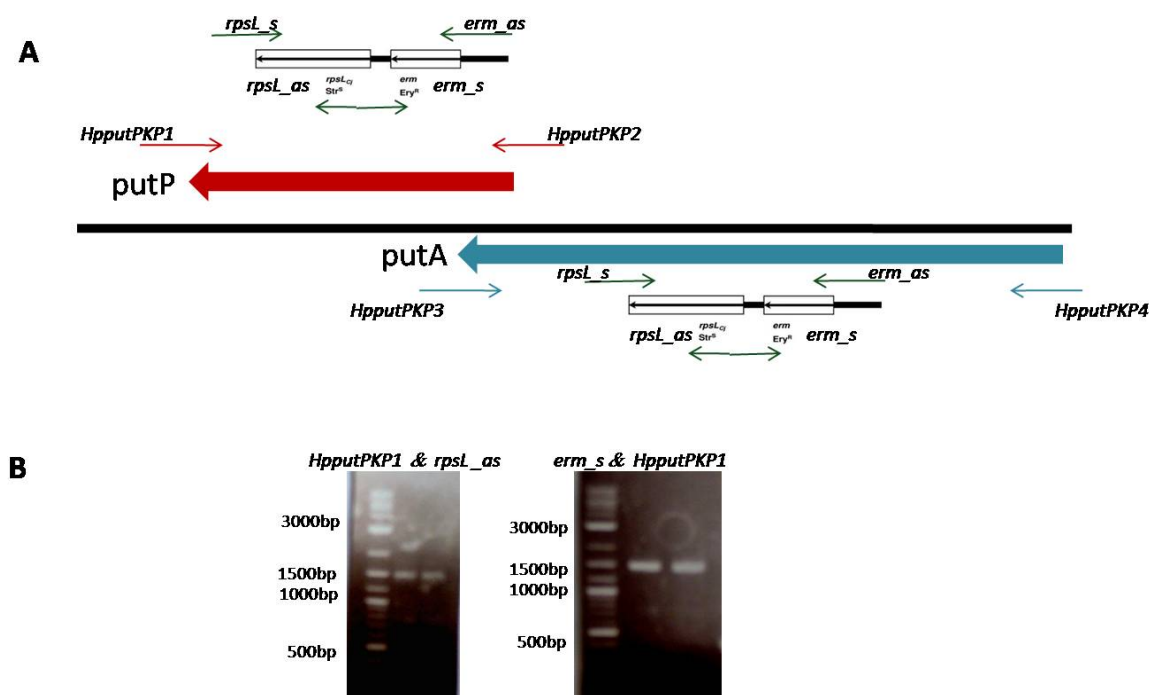 A
rpsL_s
erm_as
rpsL_as
rpsLCj
StrS
erm
EryR
erm_s
HpputPKP1
HpputPKP2
putP
putA
rpsL_s
erm_as
HpputPKP3
HpputPKP4
rpsL_as
rpsLCj
StrS
erm
EryR
erm_s
B
HpputPKP1 & rpsL_as
erm_s & HpputPKP1
3000bp
1500bp
1000bp
500bp
3000bp
1500bp
1000bp
500bp